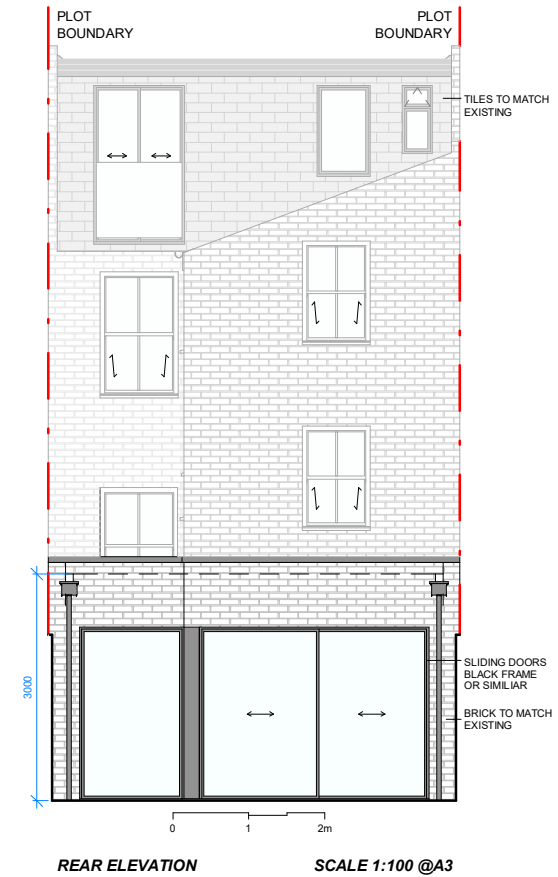 PLOT
BOUNDARY
PLOT
BOUNDARY
TILES TO MATCH
EXISTING
3000
SLIDING DOORS
BLACK FRAME
OR SIMILIAR
BRICK TO MATCH
EXISTING
0 1 2m
REAR ELEVATION SCALE 1:100 @A3